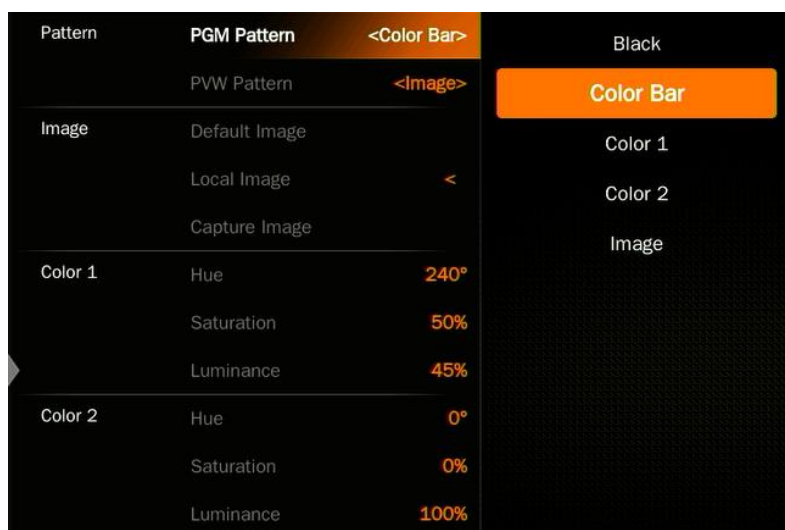 Pattern PGM Pattern <Color Bar>
PVW Pattern <Image>
Image Default Image
Local Image <
Capture Image
Color 1 Hue 240°
Saturation 50%
Luminance 45%
Color 2 Hue 0°
Saturation 0%
Luminance 100%
Black
Color Bar
Color 1
Color 2
Image